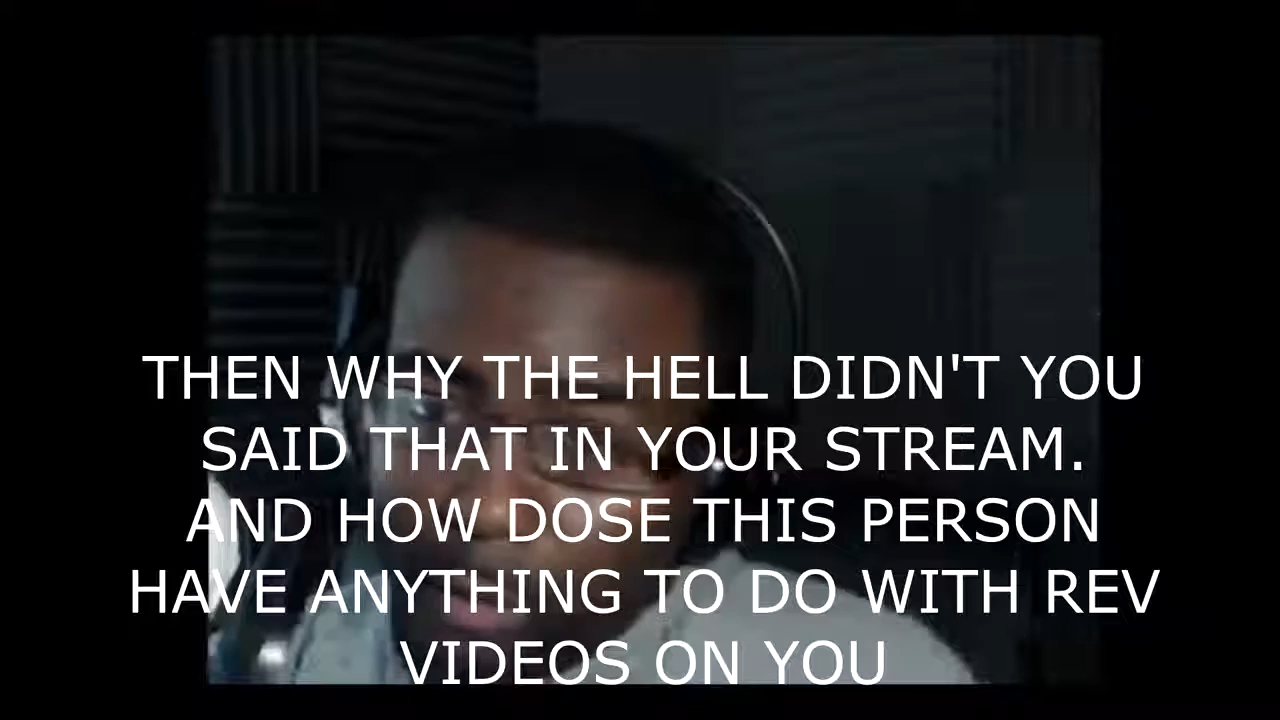 THEN WHY THE HELL DIDN'T YOU
SAID THAT IN YOUR STREAM.
AND HOW DOSE THIS PERSON
HAVE ANYTHING TO DO WITH REV
VIDEOS ON YOU